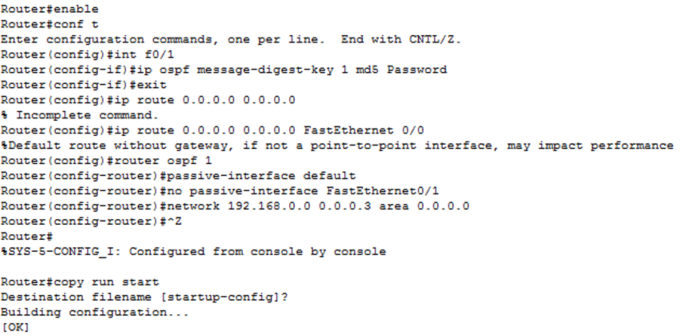 Router#enable
Router#conf t
Enter configuration commands, one per line.  End with CNTL/Z.
Router(config)#int f0/1
Router(config-if)#ip ospf message-digest-key 1 md5 Password
Router(config-if)#exit
Router(config)#ip route 0.0.0.0 0.0.0.0
% Incomplete command.
Router(config)#ip route 0.0.0.0 0.0.0.0 FastEthernet 0/0
%Default route without gateway, if not a point-to-point interface, may impact performance
Router(config)#router ospf 1
Router(config-router)#passive-interface default
Router(config-router)#no passive-interface FastEthernet0/1
Router(config-router)#network 192.168.0.0 0.0.0.3 area 0.0.0.0
Router(config-router)#^Z
Router#
%SYS-5-CONFIG_I: Configured from console by console

Router#copy run start
Destination filename [startup-config]?
Building configuration...
[OK]